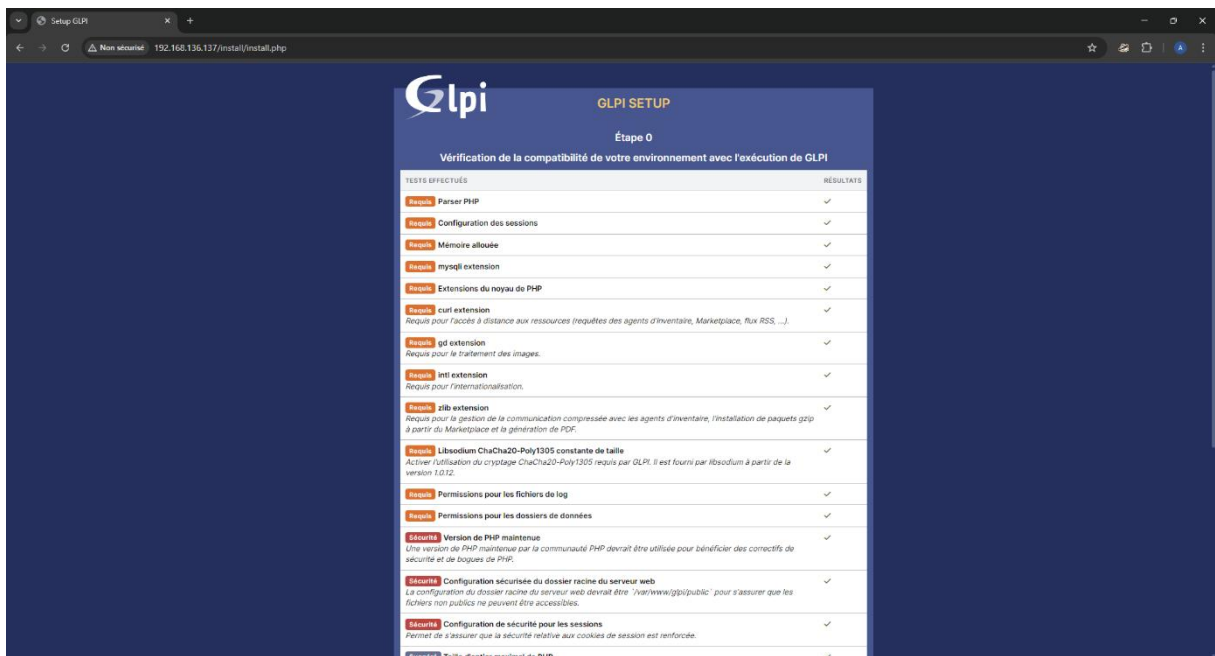 Setup GLPI
Non sécurisé 192.168.136.137/install/install.php
A
Glpi
GLPI SETUP
Étape 0
Vérification de la compatibilité de votre environnement avec l'exécution de GLPI
TESTS EFFECTUÉS RÉSULTATS
Requis Parser PHP
Requis Configuration des sessions
Requis Mémoire allouée
Requis mysqli extension
Requis Extensions du noyau de PHP
Requis curl extension
Requis pour l'accès à distance aux ressources (requêtes des agents d'inventaire, Marketplace, flux RSS, ...).
Requis gd extension
Requis pour le traitement des images.
Requis intl extension
Requis pour l'internationalisation.
Requis zlib extension
Requis pour la gestion de la communication compressée avec les agents d'inventaire, l'installation de paquets gzip
à partir du Marketplace et la génération de PDF.
Requis Libsodium ChaCha20-Poly1305 constante de taille
Activer l'utilisation du cryptage ChaCha20-Poly1305 requis par GLPI. Il est fourni par libsodium à partir de la
version 1.0.12.
Requis Permissions pour les fichiers de log
Requis Permissions pour les dossiers de données
Sécurité Version de PHP maintenue
Une version de PHP maintenue par la communauté PHP devrait être utilisée pour bénéficier des correctifs de
sécurité et de bogues de PHP.
Sécurité Configuration sécurisée du dossier racine du serveur web
La configuration du dossier racine du serveur web devrait être `/var/www/glpi/public` pour s'assurer que les
fichiers non publics ne peuvent être accessibles.
Sécurité Configuration de sécurité pour les sessions
Permet de s'assurer que la sécurité relative aux cookies de session est renforcée.
Taille d'entier maximal de PHP